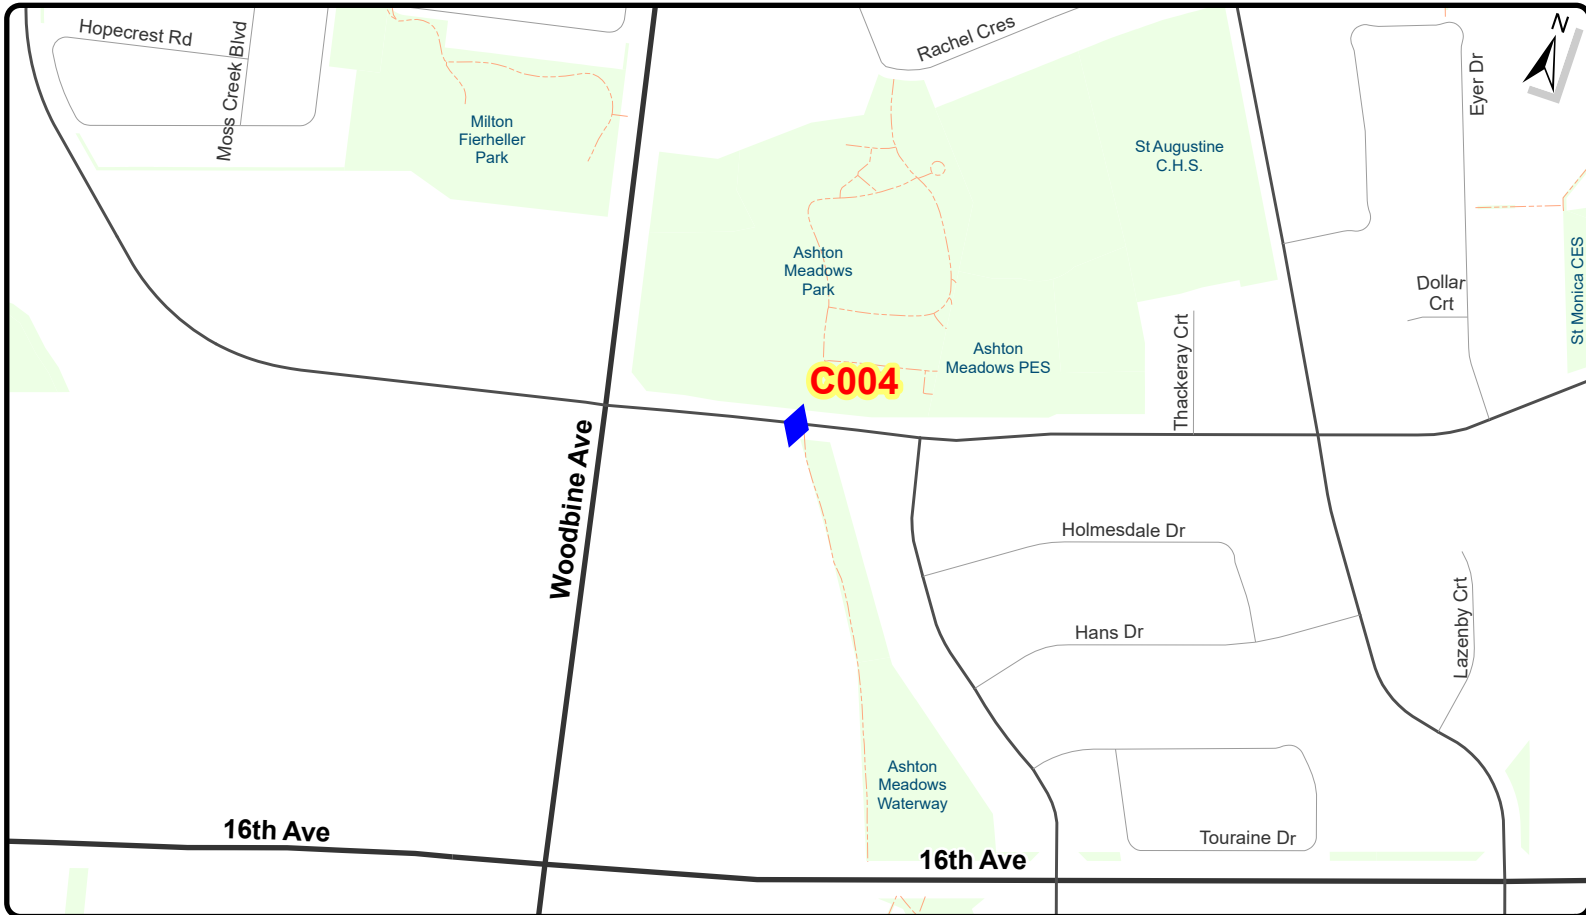 Hopecrest Rd
Moss Creek Blvd
Rachel Cres
N
Eyer Dr
Milton
Fierheller
Park
St Augustine
C.H.S.
Ashton
Meadows
Park
St Monica CES
Dollar
Crt
Thackeray Crt
Ashton
Meadows PES
C004
Woodbine Ave
Holmesdale Dr
Hans Dr
Lazenby Crt
Ashton
Meadows
Waterway
16th Ave
Touraine Dr
16th Ave